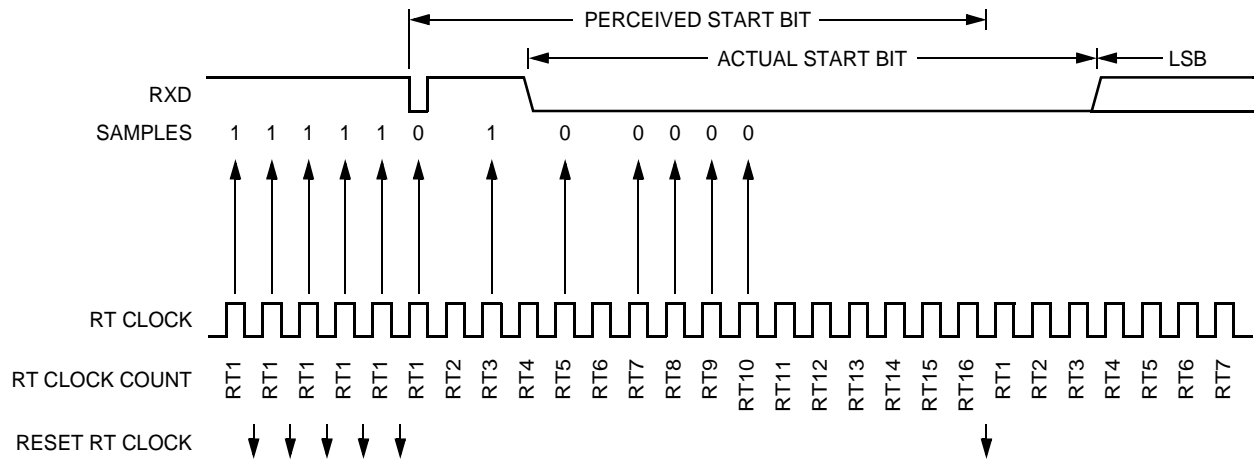 PERCEIVED START BIT
ACTUAL START BIT
LSB
RXD
SAMPLES 1 1 1 1 1 0 1 0 0 0 0 0
RT CLOCK
RT CLOCK COUNT RT1 RT1 RT1 RT1 RT1 RT1 RT2 RT3 RT4 RT5 RT6 RT7 RT8 RT9 RT10 RT11 RT12 RT13 RT14 RT15 RT16 RT1 RT2 RT3 RT4 RT5 RT6 RT7
RESET RT CLOCK